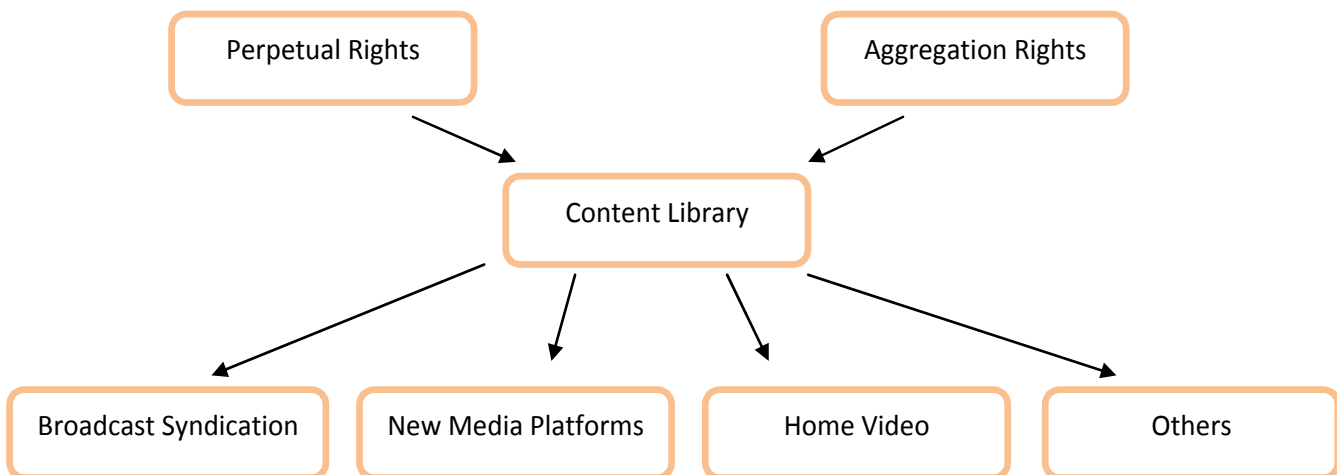 Perpetual Rights
Aggregation Rights
Content Library
Broadcast Syndication
New Media Platforms
Home Video
Others